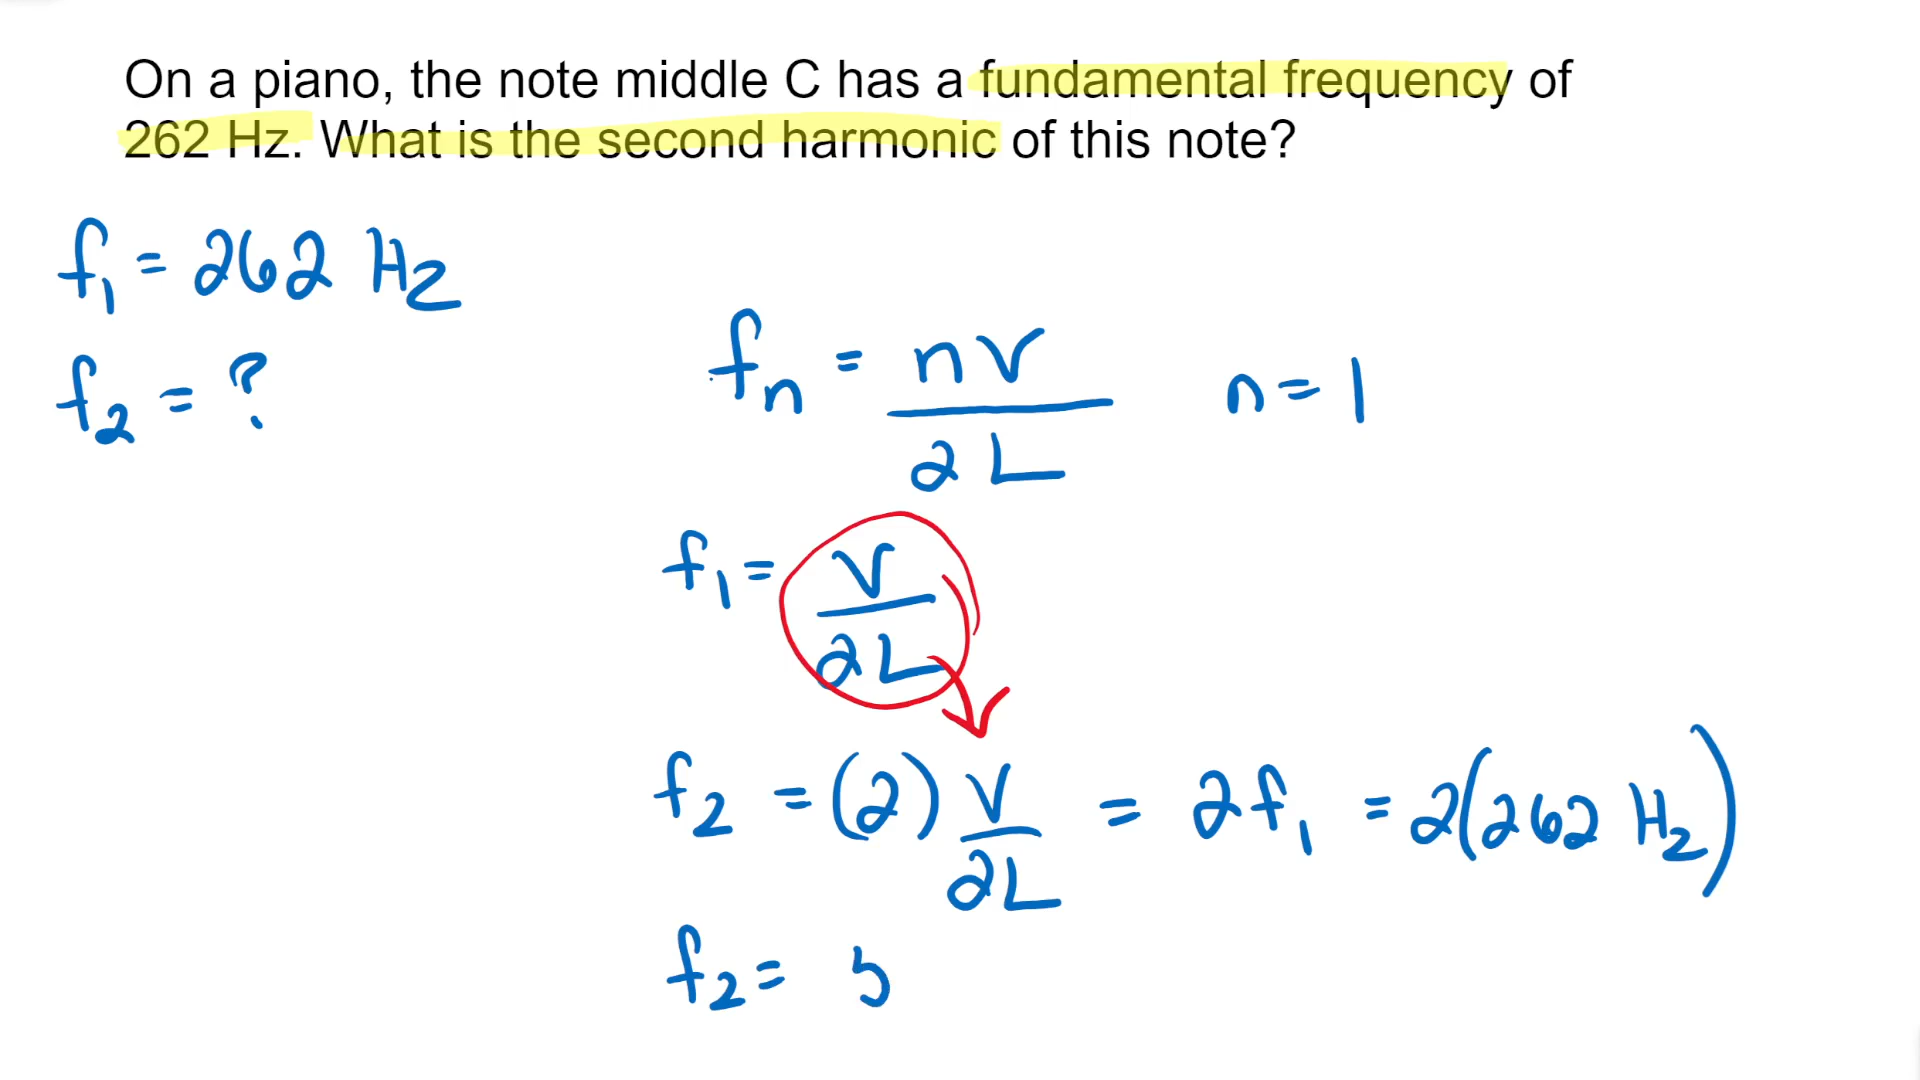 On a piano, the note middle C has a fundamental frequency of
262 Hz. What is the second harmonic of this note?
f₁ = 262 Hz
f₂ = ?
fₙ = nv/2L n = 1
f₁ = v/2L
f₂ = (2) v/2L = 2f₁ = 2(262 Hz)
f₂ = 5